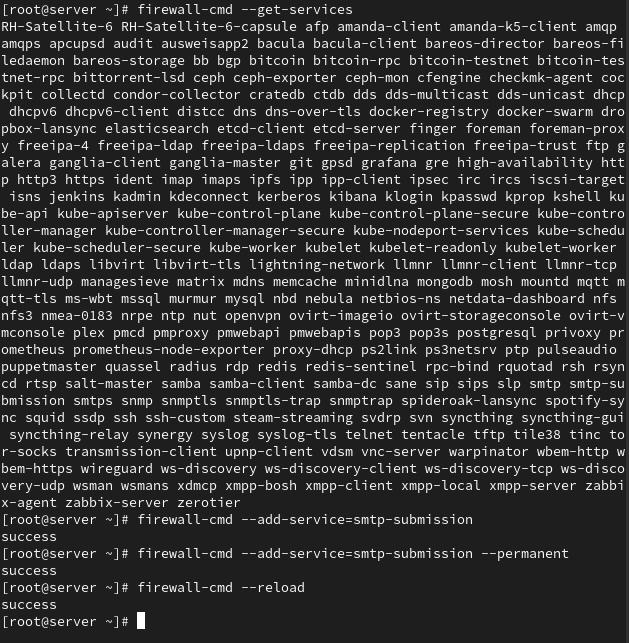 [root@server ~]# firewall-cmd --get-services
RH-Satellite-6 RH-Satellite-6-capsule afp amanda-client amanda-k5-client amqp
amqps apcupsd audit ausweisapp2 bacula bacula-client bareos-director bareos-fi
ledaemon bareos-storage bb bgp bitcoin bitcoin-rpc bitcoin-testnet bitcoin-tes
tnet-rpc bittorrent-lsd ceph ceph-exporter ceph-mon cfengine checkmk-agent coc
kpit collectd condor-collector cratedb ctdb dds dds-multicast dds-unicast dhcp
 dhcpv6 dhcpv6-client distcc dns dns-over-tls docker-registry docker-swarm dro
pbox-lansync elasticsearch etcd-client etcd-server finger foreman foreman-prox
y freeipa-4 freeipa-ldap freeipa-ldaps freeipa-replication freeipa-trust ftp g
alera ganglia-client ganglia-master git gpsd grafana gre high-availability htt
p http3 https ident imap imaps ipfs ipp ipp-client ipsec irc ircs iscsi-target
 isns jenkins kadmin kdeconnect kerberos kibana klogin kpasswd kprop kshell ku
be-api kube-apiserver kube-control-plane kube-control-plane-secure kube-contro
ller-manager kube-controller-manager-secure kube-nodeport-services kube-schedu
ler kube-scheduler-secure kube-worker kubelet kubelet-readonly kubelet-worker
ldap ldaps libvirt libvirt-tls lightning-network llmnr llmnr-client llmnr-tcp
llmnr-udp managesieve matrix mdns memcache minidlna mongodb mosh mountd mqtt m
qtt-tls ms-wbt mssql murmur mysql nbd nebula netbios-ns netdata-dashboard nfs
nfs3 nmea-0183 nrpe ntp nut openvpn ovirt-imageio ovirt-storageconsole ovirt-v
mconsole plex pmcd pmproxy pmwebapi pmwebapis pop3 pop3s postgresql privoxy pr
ometheus prometheus-node-exporter proxy-dhcp ps2link ps3netsrv ptp pulseaudio
puppetmaster quassel radius rdp redis redis-sentinel rpc-bind rquotad rsh rsyn
cd rtsp salt-master samba samba-client samba-dc sane sip sips slp smtp smtp-su
bmission smtps snmp snmptls snmptls-trap snmptrap spideroak-lansync spotify-sy
nc squid ssdp ssh ssh-custom steam-streaming svdrp svn syncthing syncthing-gui
 syncthing-relay synergy syslog syslog-tls telnet tentacle tftp tile38 tinc to
r-socks transmission-client upnp-client vdsm vnc-server warpinator wbem-http w
bem-https wireguard ws-discovery ws-discovery-client ws-discovery-tcp ws-disco
very-udp wsman wsmans xdmcp xmpp-bosh xmpp-client xmpp-local xmpp-server zabbi
x-agent zabbix-server zerotier
[root@server ~]# firewall-cmd --add-service=smtp-submission
success
[root@server ~]# firewall-cmd --add-service=smtp-submission --permanent
success
[root@server ~]# firewall-cmd --reload
success
[root@server ~]#